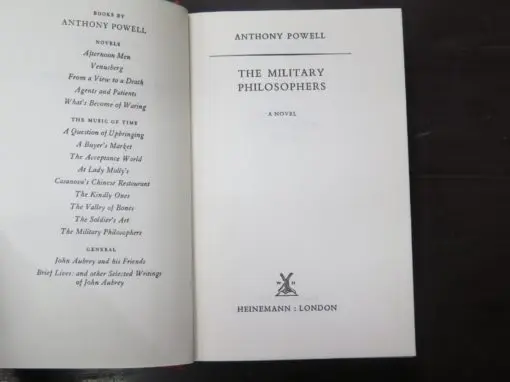 BOOKS BY
ANTHONY POWELL
NOVELS
Afternoon Men
Venusberg
From a View to a Death
Agents and Patients
What's Become of Waring
THE MUSIC OF TIME
A Question of Upbringing
A Buyer's Market
The Acceptance World
At Lady Molly's
Casanova's Chinese Restaurant
The Kindly Ones
The Valley of Bones
The Soldier's Art
The Military Philosophers
GENERAL
John Aubrey and his Friends
Brief Lives: and other Selected Writings
of John Aubrey
ANTHONY POWELL
THE MILITARY
PHILOSOPHERS
A NOVEL
W H
HEINEMANN : LONDON